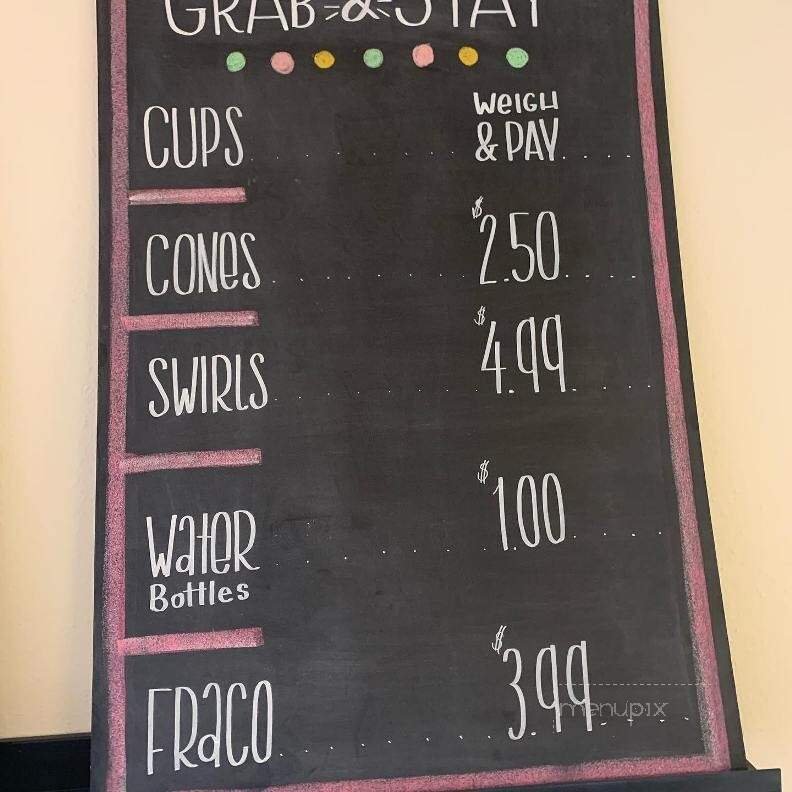 GRAB & STAY
CUPS . . . . . . . . . WEIGH & PAY . . . .
CONES . . . . . . . . $2.50 . . . .
SWIRLS . . . . . . . . $4.99 . . . .
WATER Bottles . . . . . . . $1.00 . . . .
FRACO . . . . . . . . $3.99 . . . .
menupix